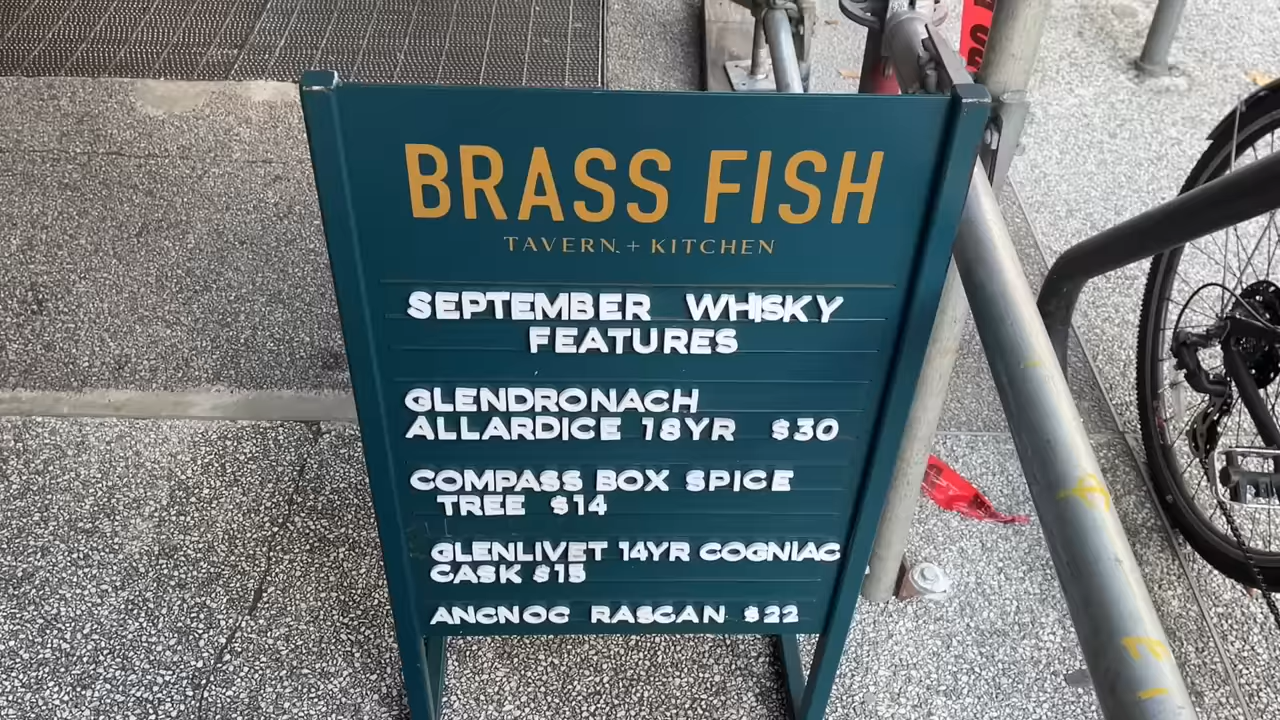 BRASS FISH
TAVERN + KITCHEN
SEPTEMBER WHISKY
FEATURES
GLENDRONACH
ALLARDICE 18YR $30
COMPASS BOX SPICE
TREE $14
GLENLIVET 14YR COGNIAC
CASK $15
ANCNOC RASCAN $22